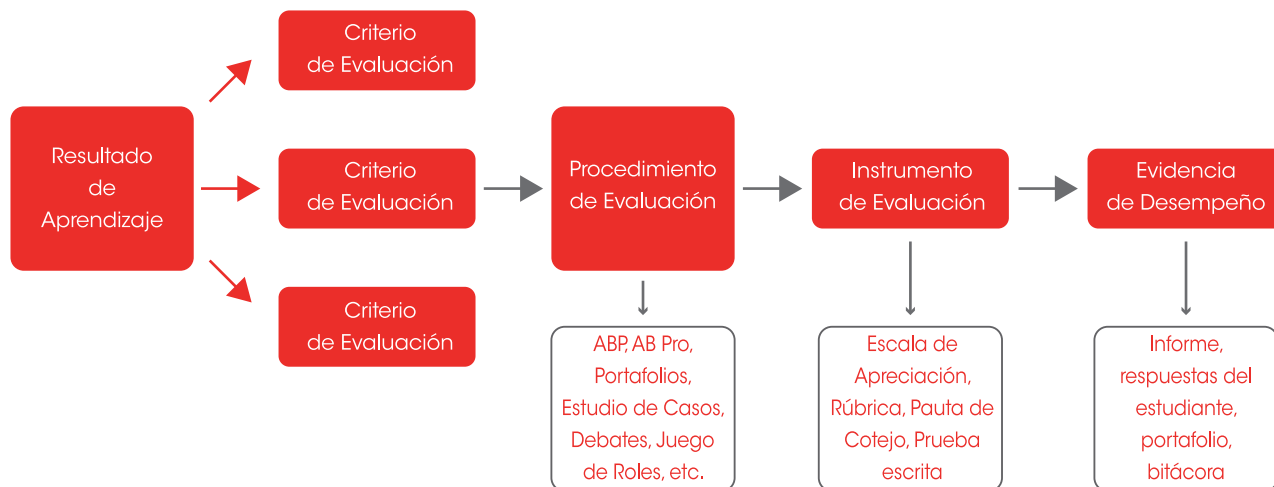 Resultado
de
Aprendizaje
Criterio
de Evaluación
Criterio
de Evaluación
Criterio
de Evaluación
Procedimiento
de Evaluación
Instrumento
de Evaluación
Evidencia
de Desempeño
ABP, AB Pro,
Portafolios,
Estudio de Casos,
Debates, Juego
de Roles, etc.
Escala de
Apreciación,
Rúbrica, Pauta de
Cotejo, Prueba
escrita
Informe,
respuestas del
estudiante,
portafolio,
bitácora